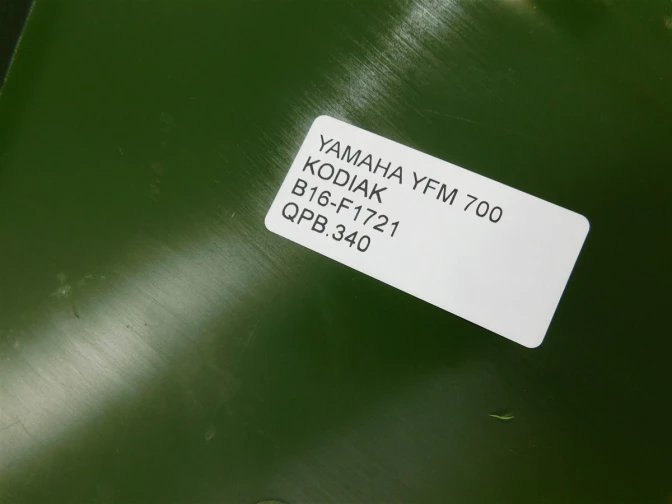 YAMAHA YFM 700
KODIAK
B16-F1721
QPB.340